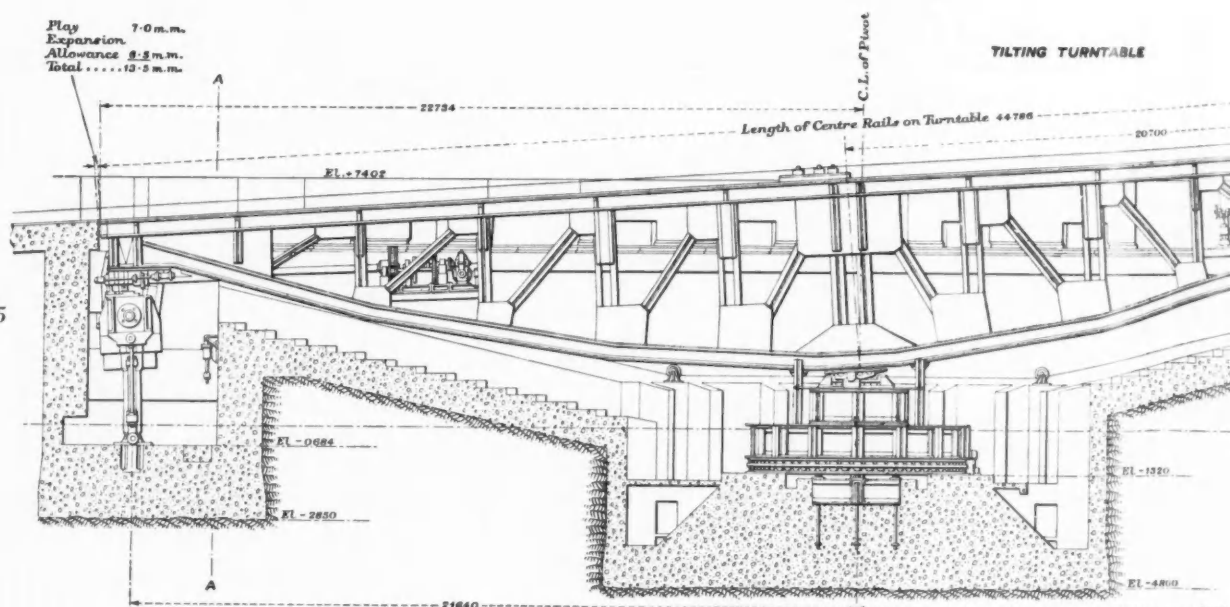 Play 7·0 m.m.
Expansion
Allowance 6·5 m.m.
Total ..... 13·5 m.m.
A
C.L. of Pivot
TILTING TURNTABLE
22734
Length of Centre Rails on Turntable 44786
20700
El.+7402
5
El-0684
El-1320
El-2850
El-4800
A
21640